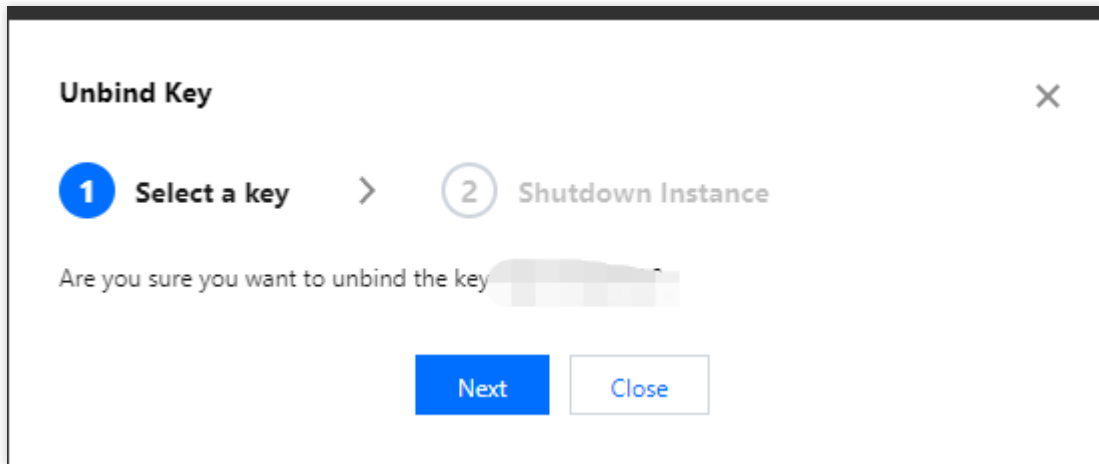 Unbind Key
1 Select a key > 2 Shutdown Instance
Are you sure you want to unbind the key ?
Next Close